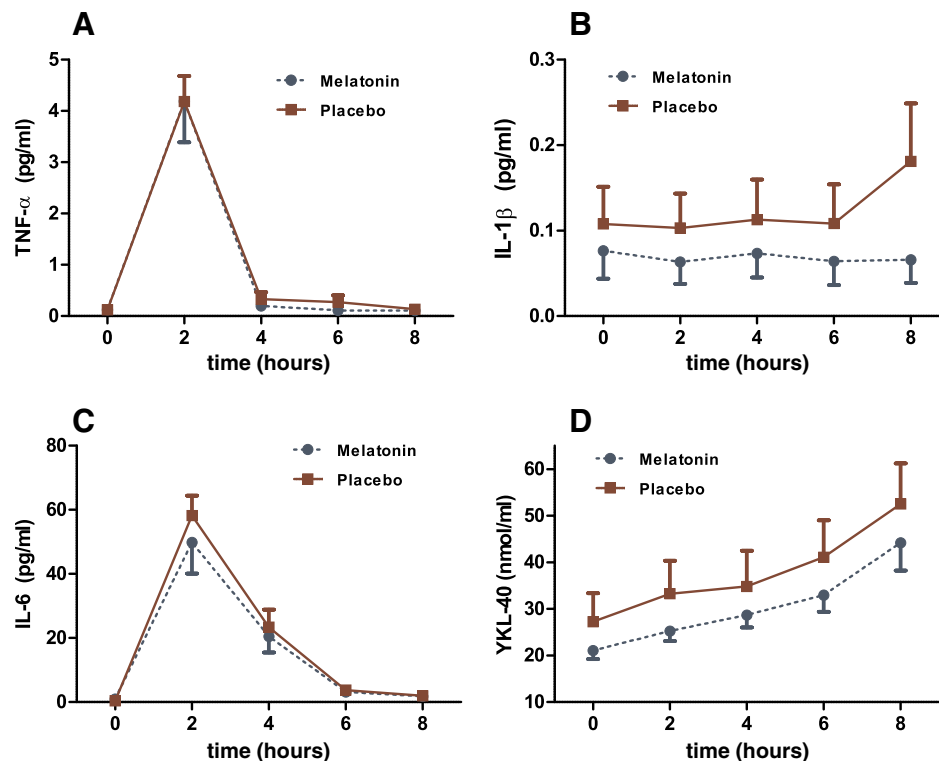 A
TNF-α (pg/ml)
5
4
3
2
1
0
0 2 4 6 8
time (hours)
Melatonin
Placebo
B
IL-1β (pg/ml)
0.3
0.2
0.1
0.0
0 2 4 6 8
time (hours)
Melatonin
Placebo
C
IL-6 (pg/ml)
80
60
40
20
0
0 2 4 6 8
time (hours)
Melatonin
Placebo
D
YKL-40 (nmol/ml)
60
50
40
30
20
10
0 2 4 6 8
time (hours)
Melatonin
Placebo